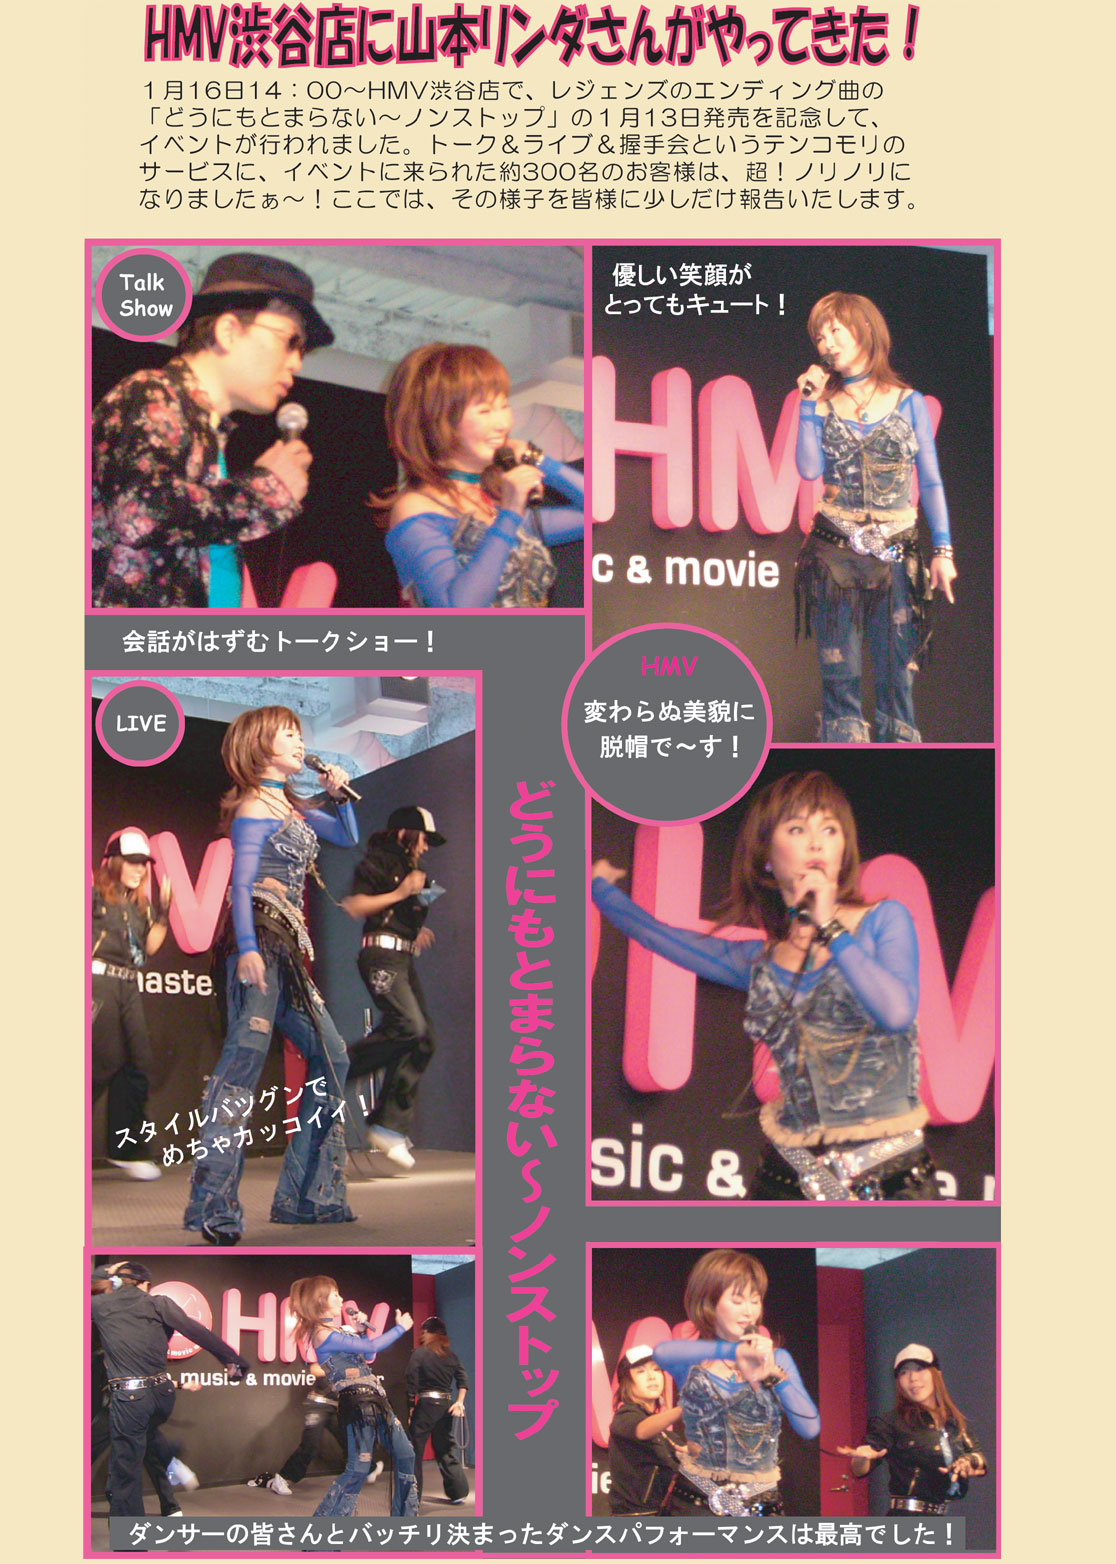 HMV渋谷店に山本リンダさんがやってきた！
１月16日14：00〜HMV渋谷店で、レジェンズのエンディング曲の
「どうにもとまらない〜ノンストップ」の１月13日発売を記念して、
イベントが行われました。トーク＆ライブ＆握手会というテンコモリの
サービスに、イベントに来られた約300名のお客様は、超！ノリノリに
なりましたぁ〜！ここでは、その様子を皆様に少しだけ報告いたします。
Talk
Show
優しい笑顔が
とってもキュート！
HMV
c & movie
会話がはずむトークショー！
HMV
変わらぬ美貌に
脱帽で〜す！
LIVE
aste
スタイルバツグンで
めちゃカッコイイ！
どうにもとまらない〜ノンストップ
HMV
sic &
HMV
music & movie
ダンサーの皆さんとバッチリ決まったダンスパフォーマンスは最高でした！